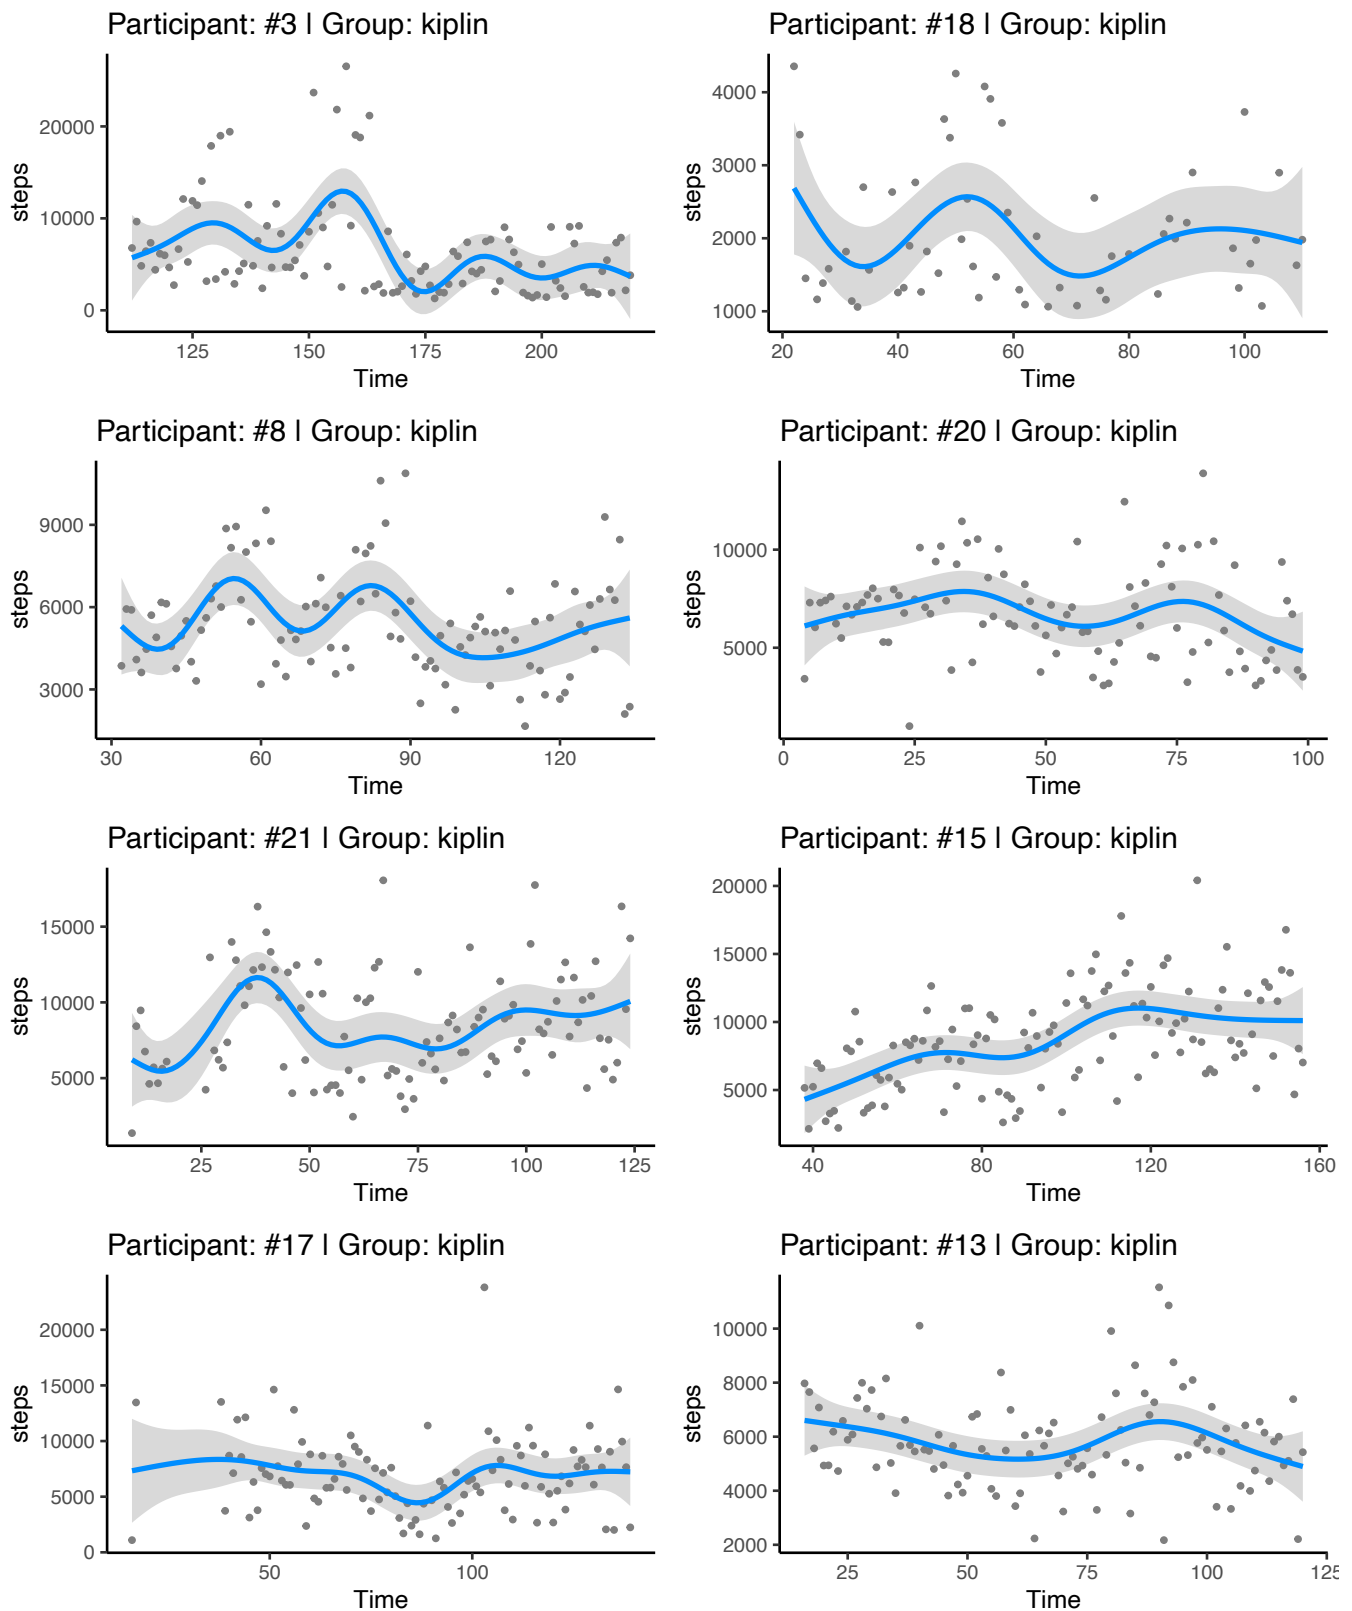 Participant: #3 | Group: kiplin
steps
20000
10000
0
125 150 175 200
Time
Participant: #18 | Group: kiplin
steps
4000
3000
2000
1000
20 40 60 80 100
Time
Participant: #8 | Group: kiplin
steps
9000
6000
3000
30 60 90 120
Time
Participant: #20 | Group: kiplin
steps
10000
5000
0 25 50 75 100
Time
Participant: #21 | Group: kiplin
steps
15000
10000
5000
25 50 75 100 125
Time
Participant: #15 | Group: kiplin
steps
20000
15000
10000
5000
40 80 120 160
Time
Participant: #17 | Group: kiplin
steps
20000
15000
10000
5000
0
50 100
Time
Participant: #13 | Group: kiplin
steps
10000
8000
6000
4000
2000
25 50 75 100 125
Time